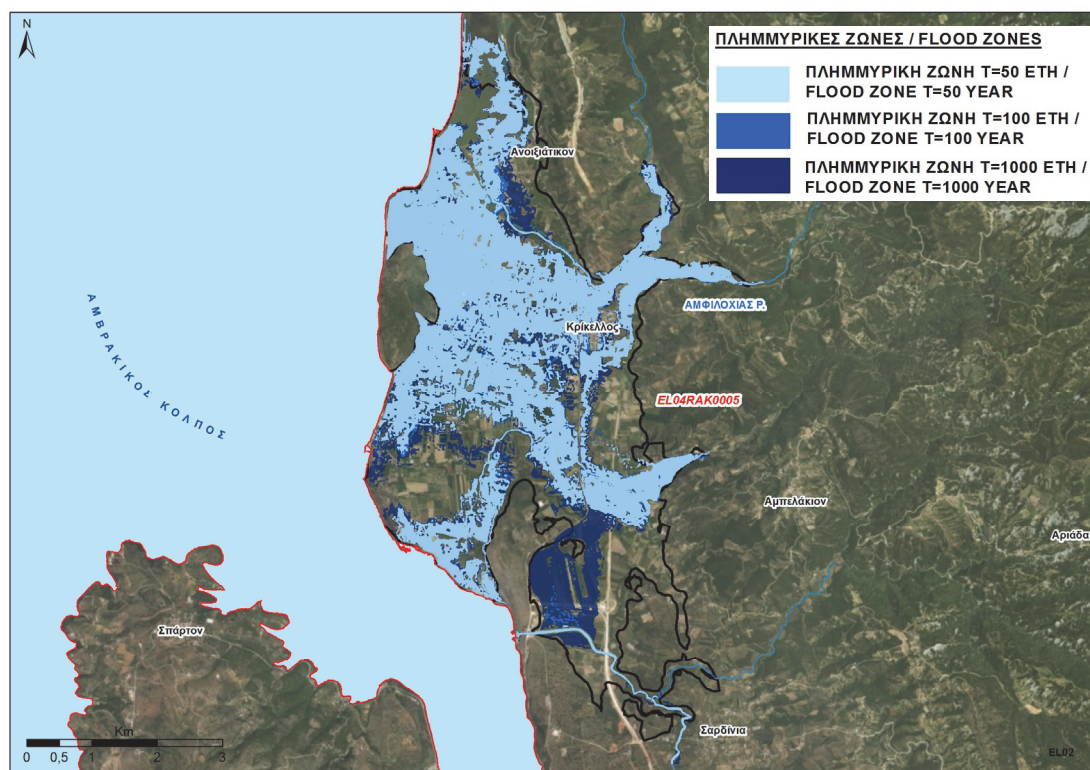 N
ΠΛΗΜΜΥΡΙΚΕΣ ΖΩΝΕΣ / FLOOD ZONES
ΠΛΗΜΜΥΡΙΚΗ ΖΩΝΗ T=50 ΕΤΗ /
FLOOD ZONE T=50 YEAR
ΠΛΗΜΜΥΡΙΚΗ ΖΩΝΗ T=100 ΕΤΗ /
FLOOD ZONE T=100 YEAR
ΠΛΗΜΜΥΡΙΚΗ ΖΩΝΗ T=1000 ΕΤΗ /
FLOOD ZONE T=1000 YEAR
Ανοιξιάτικον
ΑΜΦΙΛΟΧΙΑΣ Ρ.
Κρίκελλος
ΑΜΒΡΑΚΙΚΟΣ ΚΟΛΠΟΣ
EL04RAK0005
Αμπελάκιον
Αριάδα
Σπάρτον
Σαρδίνια
Km
0 0,5 1 2 3
EL02